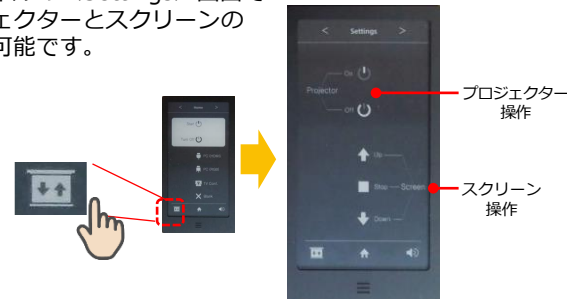 ェクターとスクリーンの
可能です。
< Settings >
On
Projector
Off
Up
Stop
Screen
Down
プロジェクター
操作
スクリーン
操作